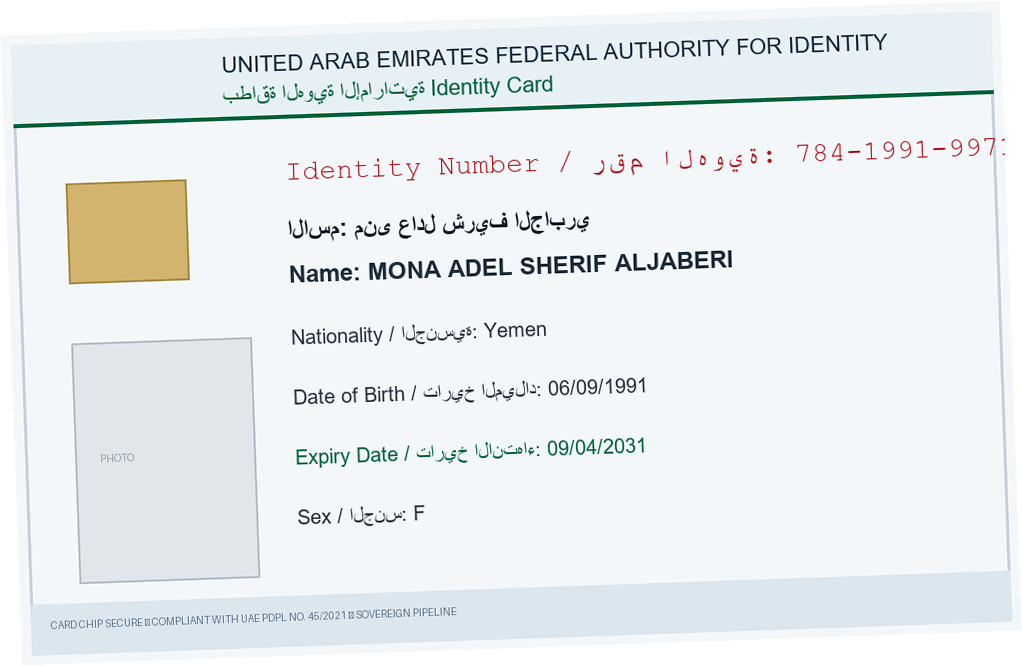 UNITED ARAB EMIRATES FEDERAL AUTHORITY FOR IDENTITY
بطاقة الهوية الإماراتية Identity Card
Identity Number / رقم الهوية: 784-1991-9971
الاسم: منى عادل شريف الجابري
Name: MONA ADEL SHERIF ALJABERI
Nationality / الجنسية: Yemen
Date of Birth / تاريخ الميلاد: 06/09/1991
Expiry Date / تاريخ الانتهاء: 09/04/2031
Sex / الجنس: F
PHOTO
CARD CHIP SECURE COMPLIANT WITH UAE PDPL NO. 45/2021 SOVEREIGN PIPELINE